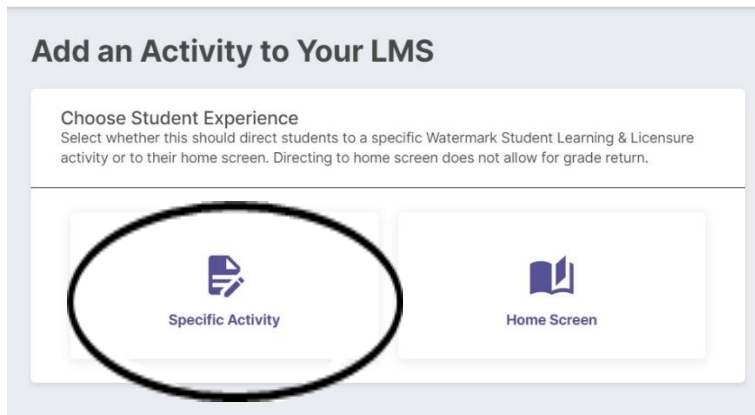 Add an Activity to Your LMS
Choose Student Experience
Select whether this should direct students to a specific Watermark Student Learning & Licensure
activity or to their home screen. Directing to home screen does not allow for grade return.
Specific Activity
Home Screen